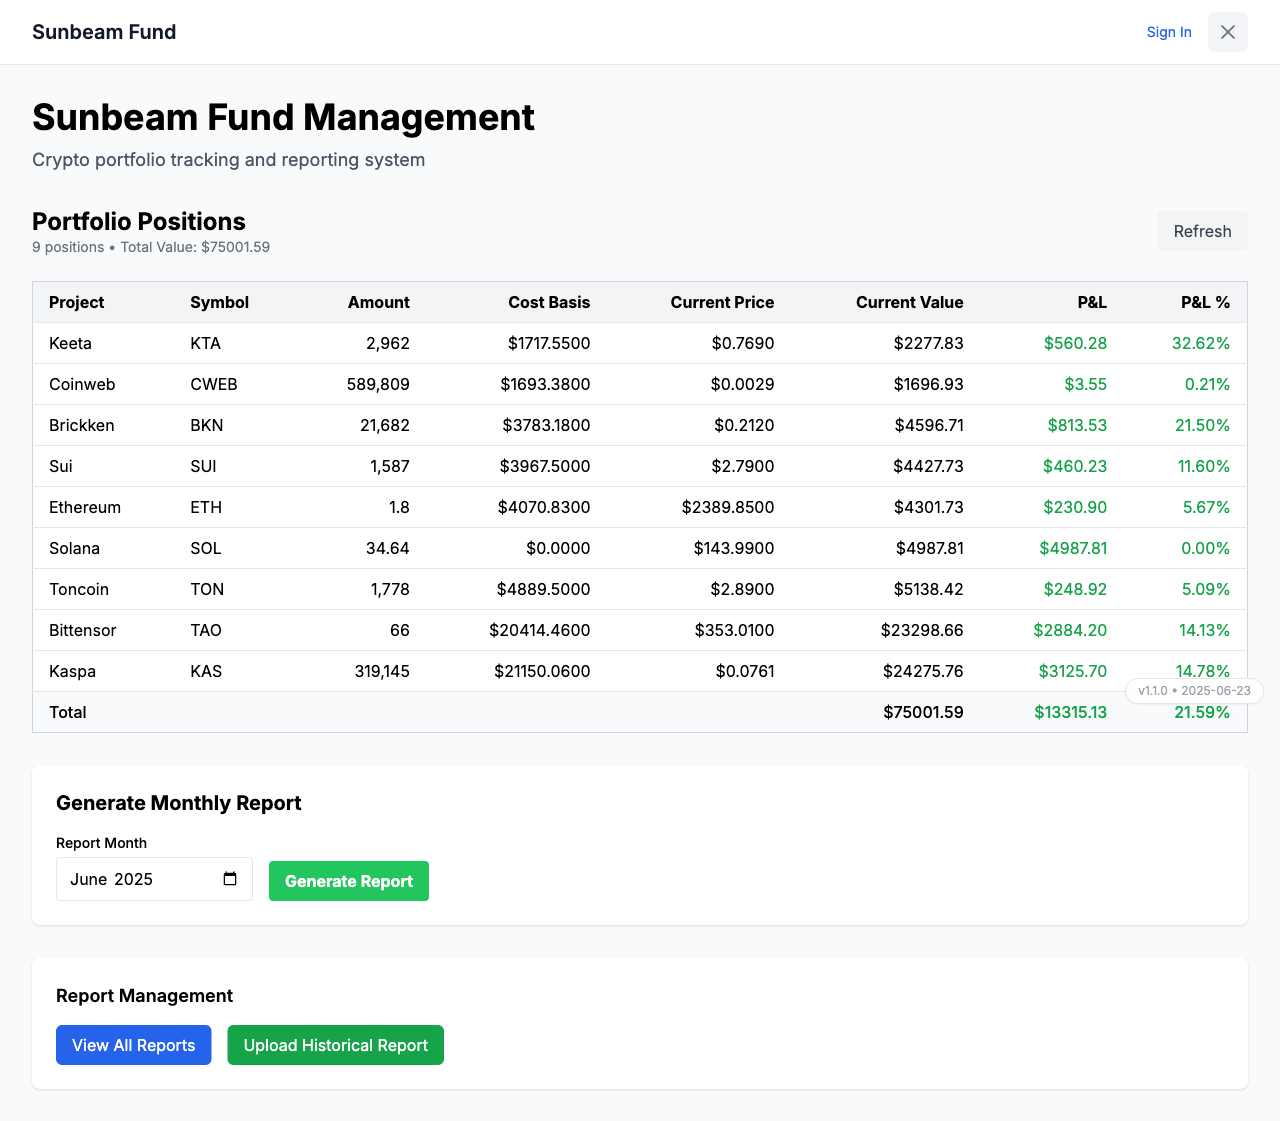 Sunbeam Fund
Sign In
Sunbeam Fund Management
Crypto portfolio tracking and reporting system
Portfolio Positions
9 positions • Total Value: $75001.59
Refresh
Project Symbol Amount Cost Basis Current Price Current Value P&L P&L %
Keeta KTA 2,962 $1717.5500 $0.7690 $2277.83 $560.28 32.62%
Coinweb CWEB 589,809 $1693.3800 $0.0029 $1696.93 $3.55 0.21%
Brickken BKN 21,682 $3783.1800 $0.2120 $4596.71 $813.53 21.50%
Sui SUI 1,587 $3967.5000 $2.7900 $4427.73 $460.23 11.60%
Ethereum ETH 1.8 $4070.8300 $2389.8500 $4301.73 $230.90 5.67%
Solana SOL 34.64 $0.0000 $143.9900 $4987.81 $4987.81 0.00%
Toncoin TON 1,778 $4889.5000 $2.8900 $5138.42 $248.92 5.09%
Bittensor TAO 66 $20414.4600 $353.0100 $23298.66 $2884.20 14.13%
Kaspa KAS 319,145 $21150.0600 $0.0761 $24275.76 $3125.70 14.78%
v1.1.0 • 2025-06-23
Total $75001.59 $13315.13 21.59%
Generate Monthly Report
Report Month
June 2025
Generate Report
Report Management
View All Reports
Upload Historical Report